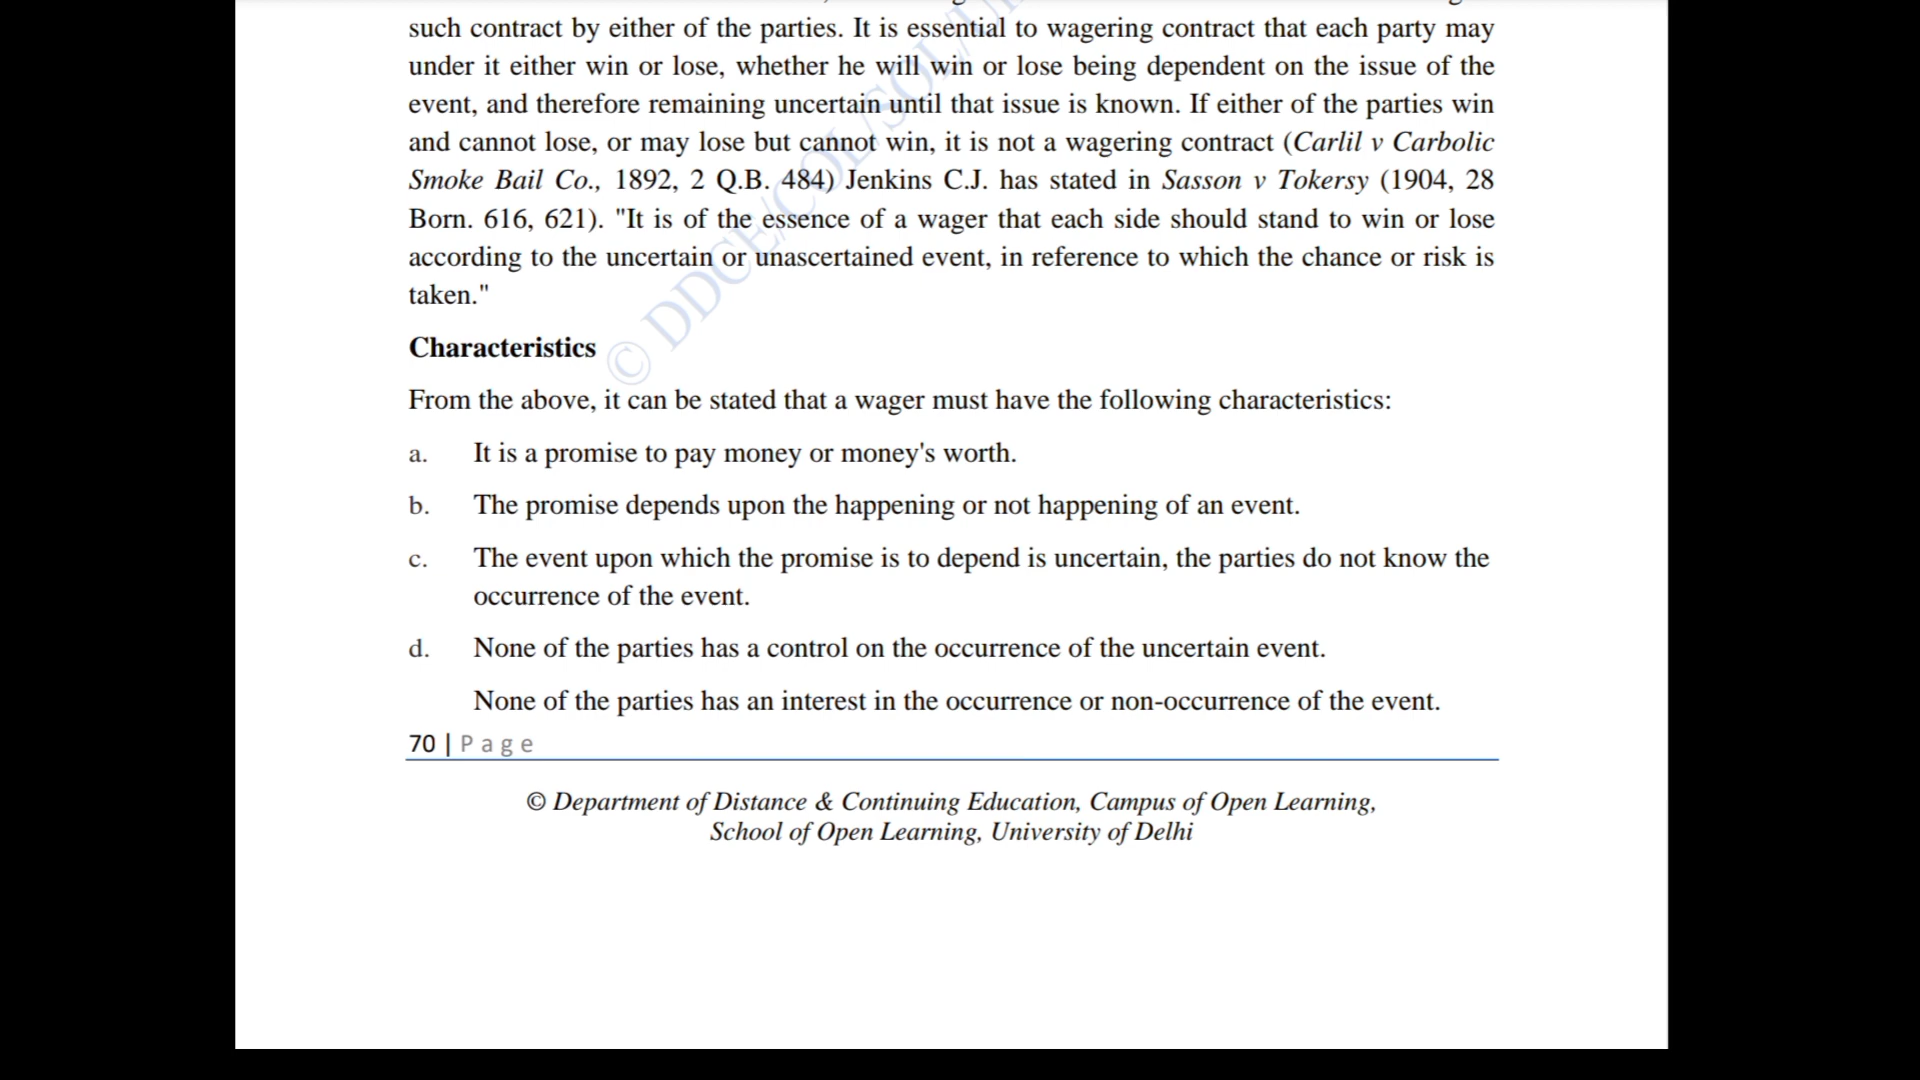 such contract by either of the parties. It is essential to wagering contract that each party may
under it either win or lose, whether he will win or lose being dependent on the issue of the
event, and therefore remaining uncertain until that issue is known. If either of the parties win
and cannot lose, or may lose but cannot win, it is not a wagering contract (Carlil v Carbolic
Smoke Bail Co., 1892, 2 Q.B. 484) Jenkins C.J. has stated in Sasson v Tokersy (1904, 28
Born. 616, 621). "It is of the essence of a wager that each side should stand to win or lose
according to the uncertain or unascertained event, in reference to which the chance or risk is
taken."
© DDCE/COL/SOL/
Characteristics
From the above, it can be stated that a wager must have the following characteristics:
a. It is a promise to pay money or money's worth.
b. The promise depends upon the happening or not happening of an event.
c. The event upon which the promise is to depend is uncertain, the parties do not know the
occurrence of the event.
d. None of the parties has a control on the occurrence of the uncertain event.
None of the parties has an interest in the occurrence or non-occurrence of the event.
70 | Page
© Department of Distance & Continuing Education, Campus of Open Learning,
School of Open Learning, University of Delhi